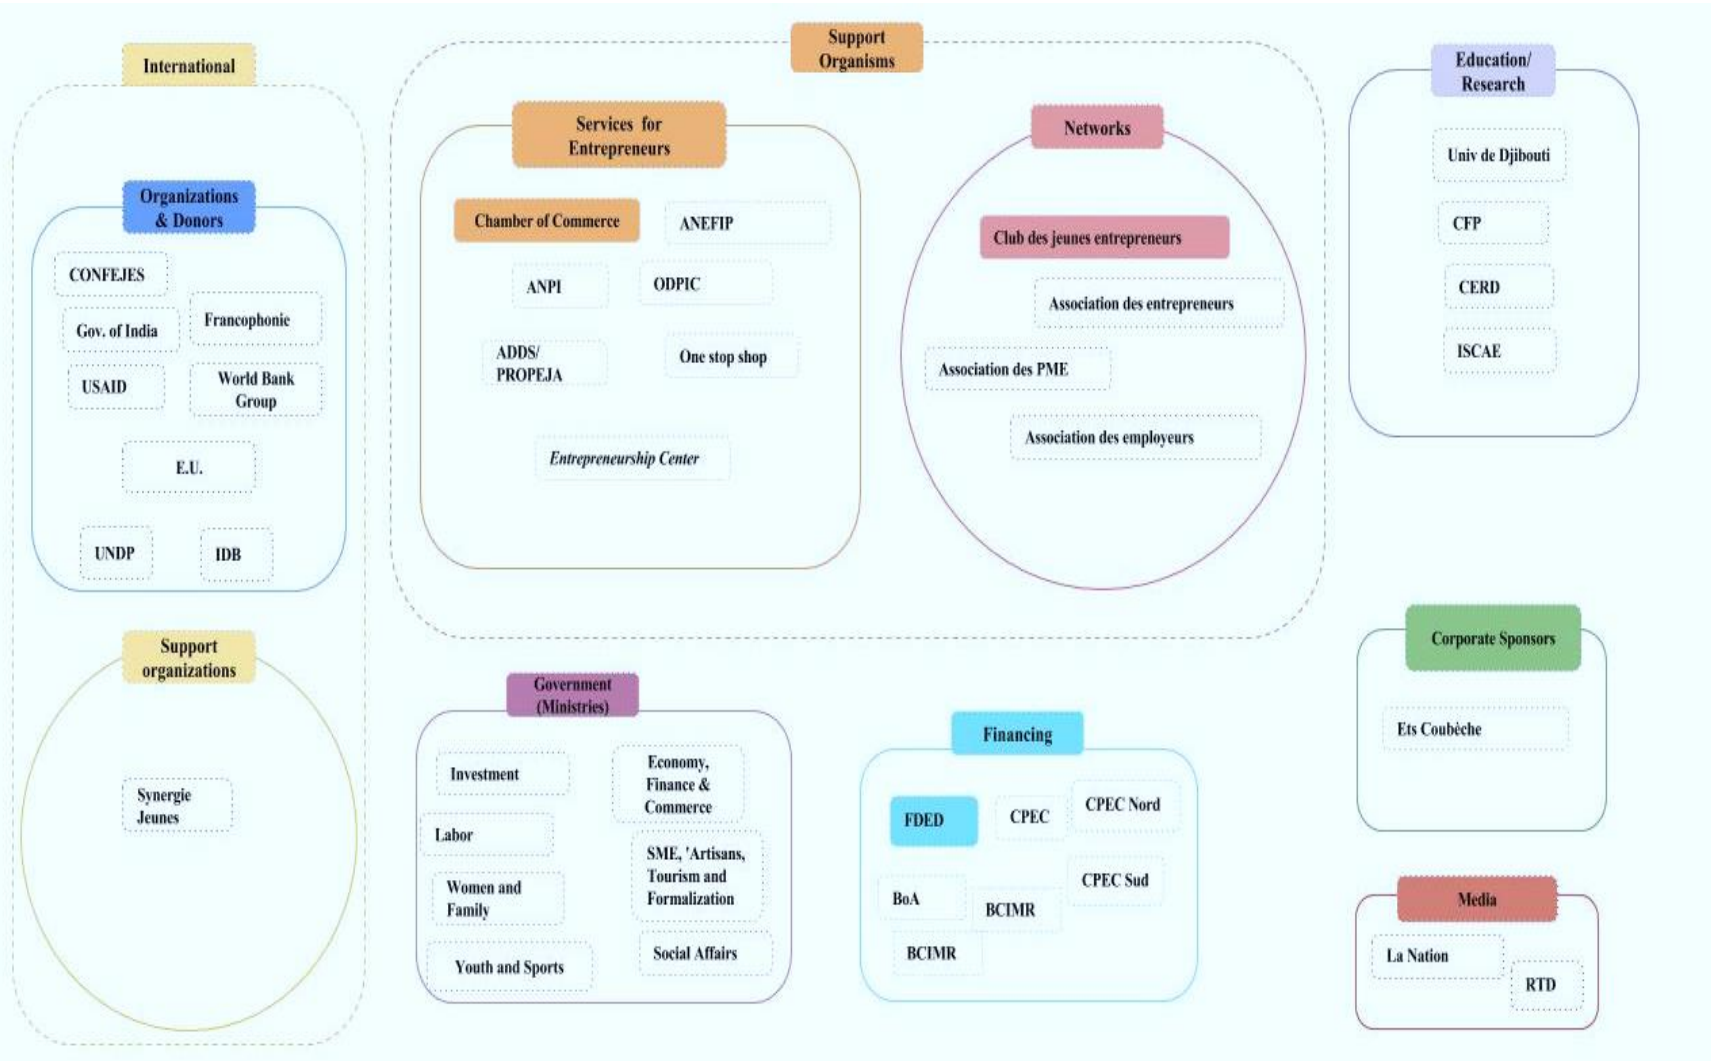 International
Organizations
& Donors
CONFEJES
Gov. of India
Francophonie
USAID
World Bank
Group
E.U.
UNDP
IDB
Support
organizations
Synergie
Jeunes
Support
Organisms
Services for
Entrepreneurs
Chamber of Commerce
ANEFIP
ANPI
ODPIC
ADDS/
PROPEJA
One stop shop
Entrepreneurship Center
Networks
Club des jeunes entrepreneurs
Association des entrepreneurs
Association des PME
Association des employeurs
Education/
Research
Univ de Djibouti
CFP
CERD
ISCAE
Government
(Ministries)
Investment
Economy,
Finance &
Commerce
Labor
SME, 'Artisans,
Tourism and
Formalization
Women and
Family
Youth and Sports
Social Affairs
Financing
FDED
CPEC
CPEC Nord
CPEC Sud
BoA
BCIMR
BCIMR
Corporate Sponsors
Ets Coubèche
Media
La Nation
RTD